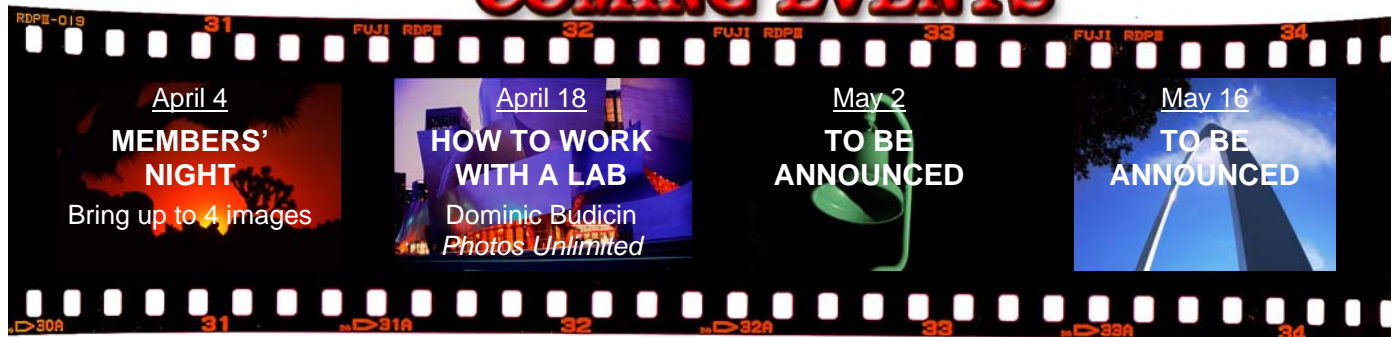 COMING EVENTS
RDPII-019
31
FUJI RDPII
32
FUJI RDPII
33
FUJI RDPII
34
April 4
MEMBERS'
NIGHT
Bring up to 4 images
April 18
HOW TO WORK
WITH A LAB
Dominic Budicin
Photos Unlimited
May 2
TO BE
ANNOUNCED
May 16
TO BE
ANNOUNCED
30A
31
31A
32
32A
33
33A
34